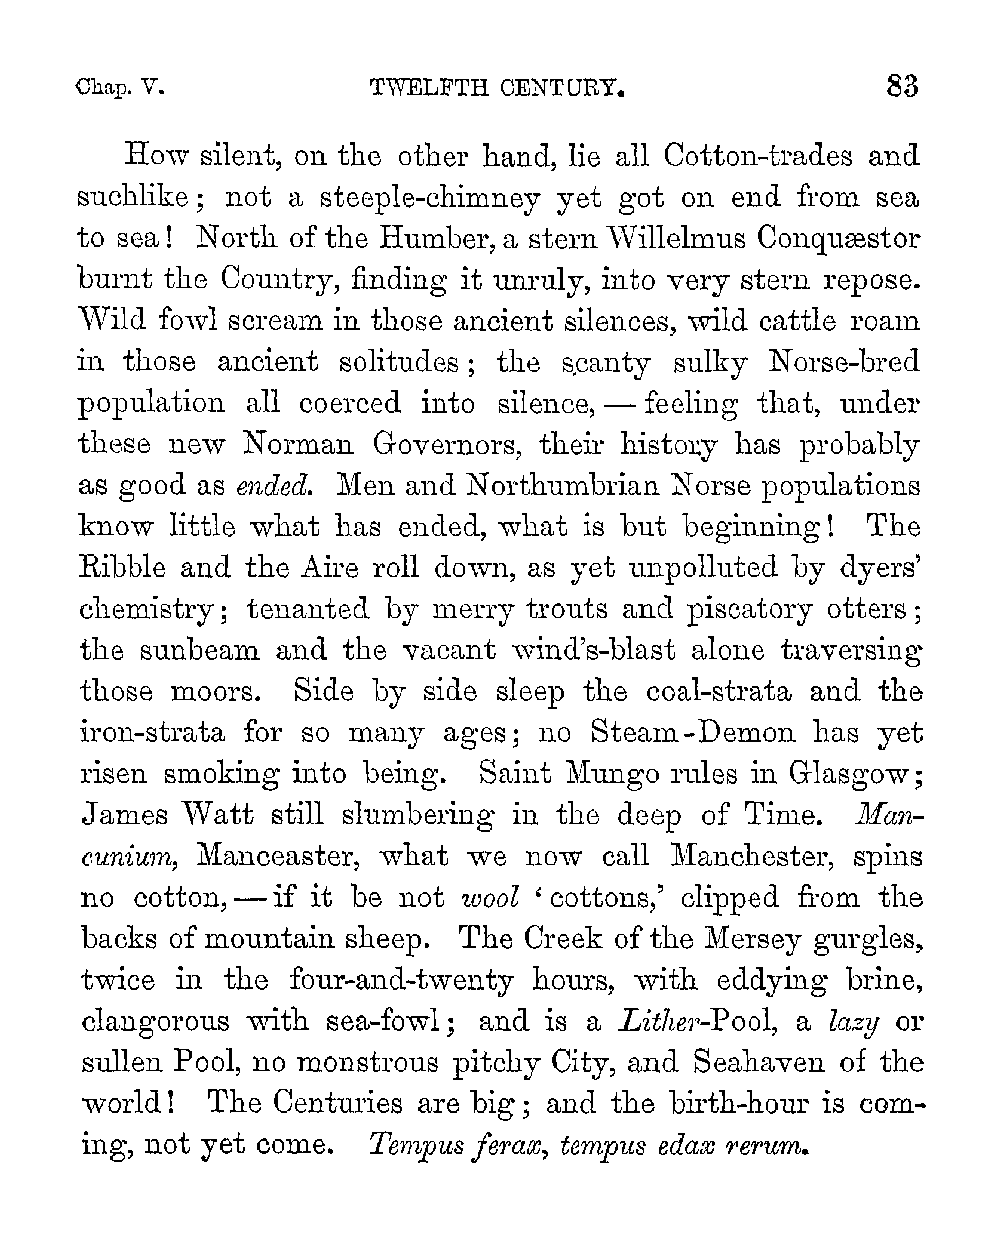 Chap. V. TWELFTH CENTURY. 83
How silent, on the other hand, lie all Cotton-trades and
suchlike; not a steeple-chimney yet got on end from sea
to sea! North of the Humber, a stern Willelmus Conquæstor
burnt the Country, finding it unruly, into very stern repose.
Wild fowl scream in those ancient silences, wild cattle roam
in those ancient solitudes; the scanty sulky Norse-bred
population all coerced into silence, — feeling that, under
these new Norman Governors, their history has probably
as good as ended. Men and Northumbrian Norse populations
know little what has ended, what is but beginning! The
Ribble and the Aire roll down, as yet unpolluted by dyers’
chemistry; tenanted by merry trouts and piscatory otters;
the sunbeam and the vacant wind’s-blast alone traversing
those moors. Side by side sleep the coal-strata and the
iron-strata for so many ages; no Steam-Demon has yet
risen smoking into being. Saint Mungo rules in Glasgow;
James Watt still slumbering in the deep of Time. Man-
cunium, Manceaster, what we now call Manchester, spins
no cotton, — if it be not wool ‘cottons,’ clipped from the
backs of mountain sheep. The Creek of the Mersey gurgles,
twice in the four-and-twenty hours, with eddying brine,
clangorous with sea-fowl; and is a Lither-Pool, a lazy or
sullen Pool, no monstrous pitchy City, and Seahaven of the
world! The Centuries are big; and the birth-hour is com-
ing, not yet come. Tempus ferax, tempus edax rerum.